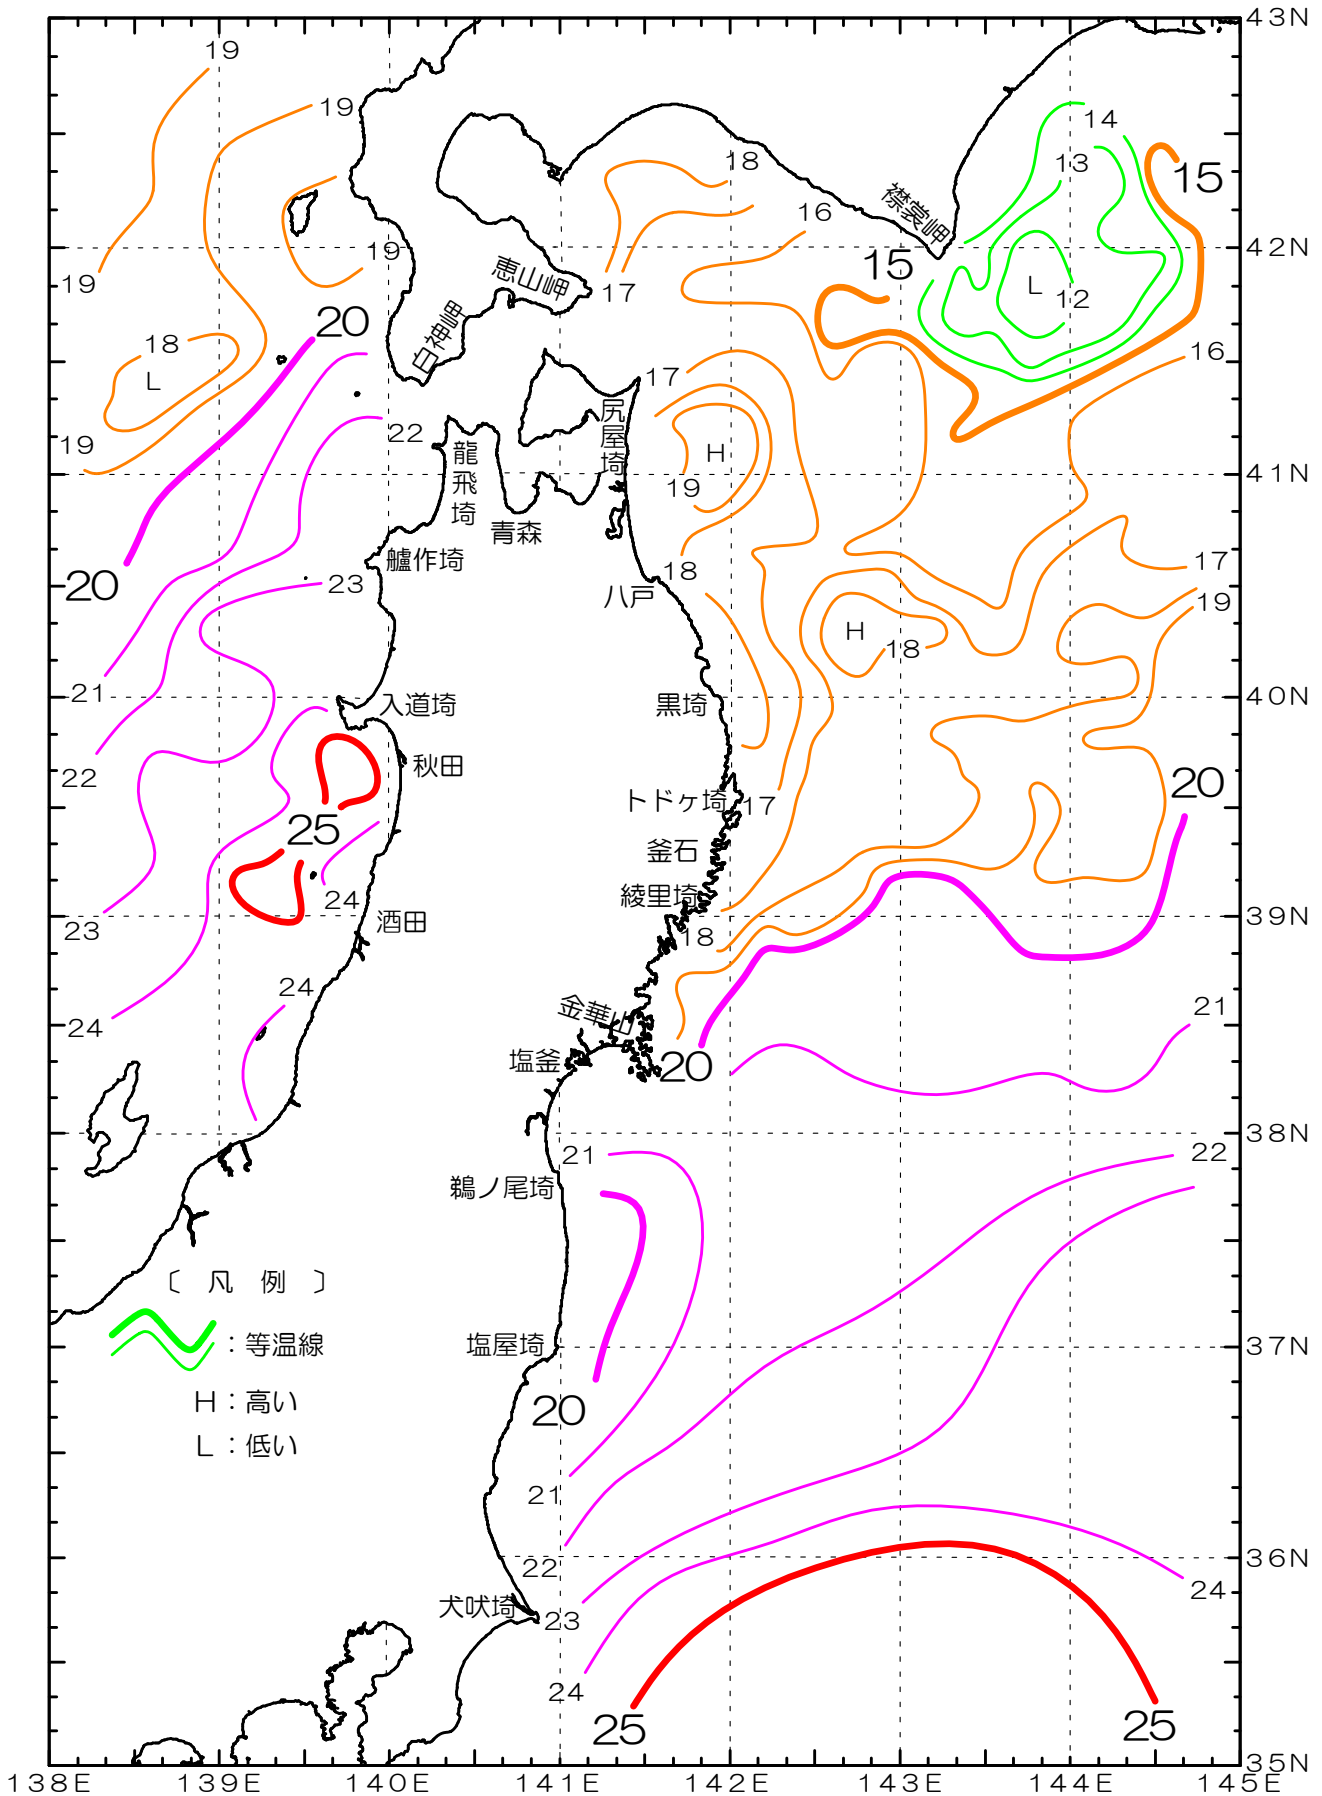 43N
19
19
14
18
13
15
16
襟裳岬
19
42N
19
恵山岬
17
15
L
12
白神岬
20
18
L
16
17
22
尻屋埼
19
龍飛埼
H
41N
19
青森
艫作埼
18
17
20
23
八戸
19
H
18
21
入道埼
黒埼
40N
22
秋田
20
トドヶ埼
17
25
釜石
綾里埼
24
酒田
39N
23
18
24
金華山
21
24
塩釜
20
38N
21
22
鵜ノ尾埼
〔 凡 例 〕
:等温線
塩屋埼
37N
H:高い
20
L:低い
21
22
36N
24
犬吠埼
23
24
25
25
35N
138E
139E
140E
141E
142E
143E
144E
145E